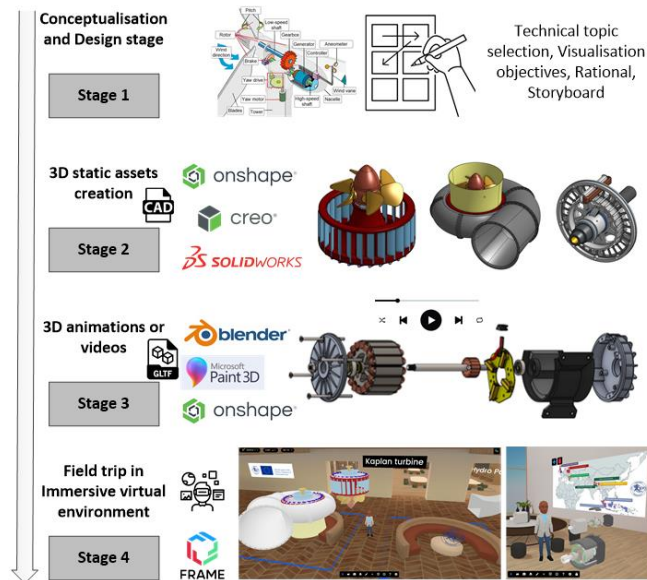 Conceptualisation
and Design stage
Stage 1
Pitch
Low-speed
shaft
Rotor
Gearbox
Generator
Anemometer
Wind
direction
Controller
Brake
Yaw drive
Wind vane
Yaw motor
High-speed
shaft
Nacelle
Blades
Tower
Technical topic
selection, Visualisation
objectives, Rational,
Storyboard
3D static assets
creation
CAD
Stage 2
onshape®
creo®
DS SOLIDWORKS
3D animations or
videos
GLTF
Stage 3
blender®
Microsoft
Paint 3D
onshape®
Field trip in
Immersive virtual
environment
Stage 4
FRAME
Kaplan turbine